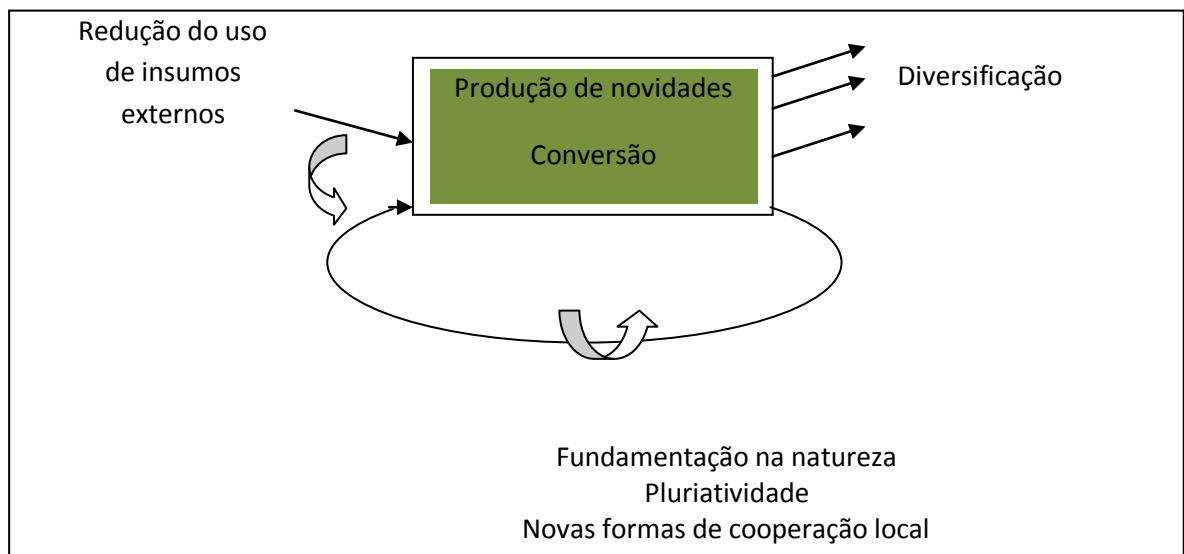 Redução do uso
de insumos
externos
Produção de novidades
Conversão
Diversificação
Fundamentação na natureza
Pluriatividade
Novas formas de cooperação local